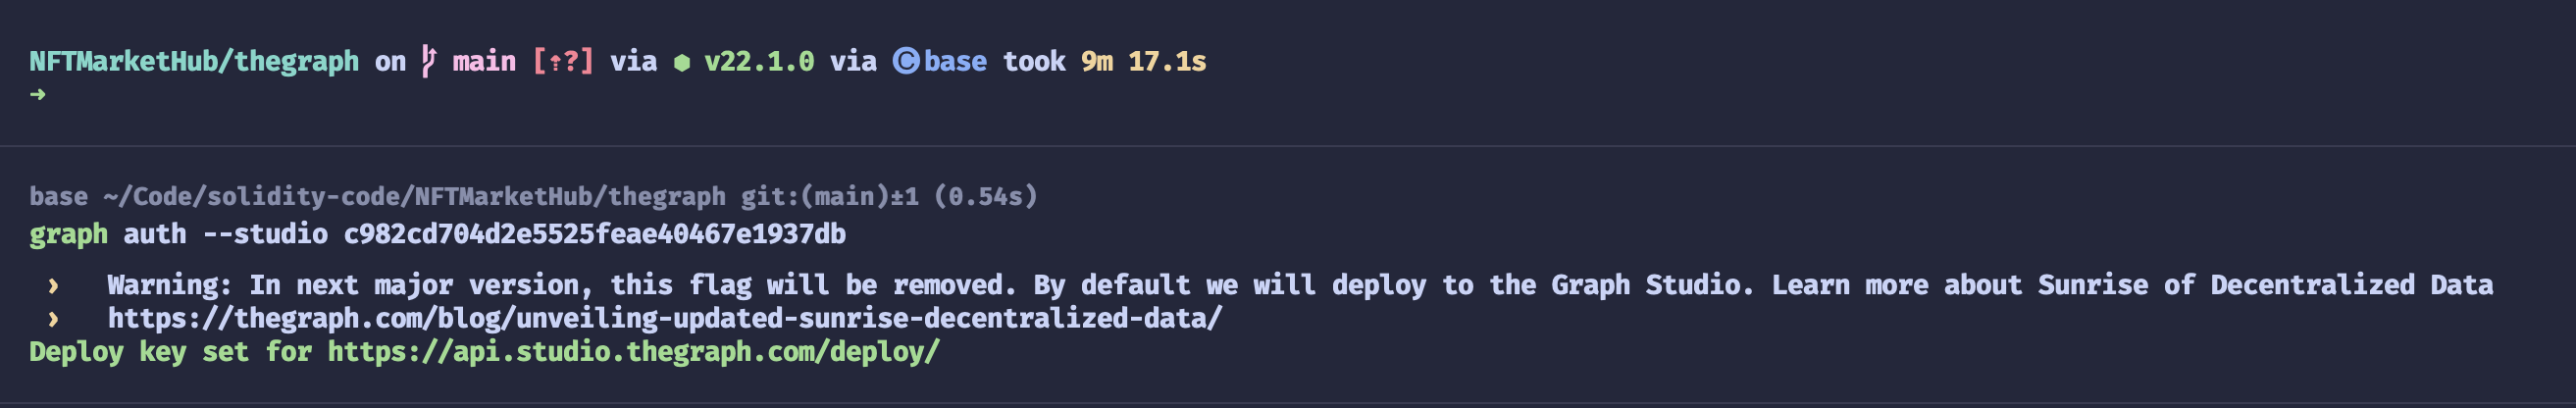 NFTMarketHub/thegraph on main [⇡?] via ⬢ v22.1.0 via Ⓒ base took 9m 17.1s
➜
base ~/Code/solidity-code/NFTMarketHub/thegraph git:(main)±1 (0.54s)
graph auth --studio c982cd704d2e5525feae40467e1937db
› Warning: In next major version, this flag will be removed. By default we will deploy to the Graph Studio. Learn more about Sunrise of Decentralized Data
› https://thegraph.com/blog/unveiling-updated-sunrise-decentralized-data/
Deploy key set for https://api.studio.thegraph.com/deploy/